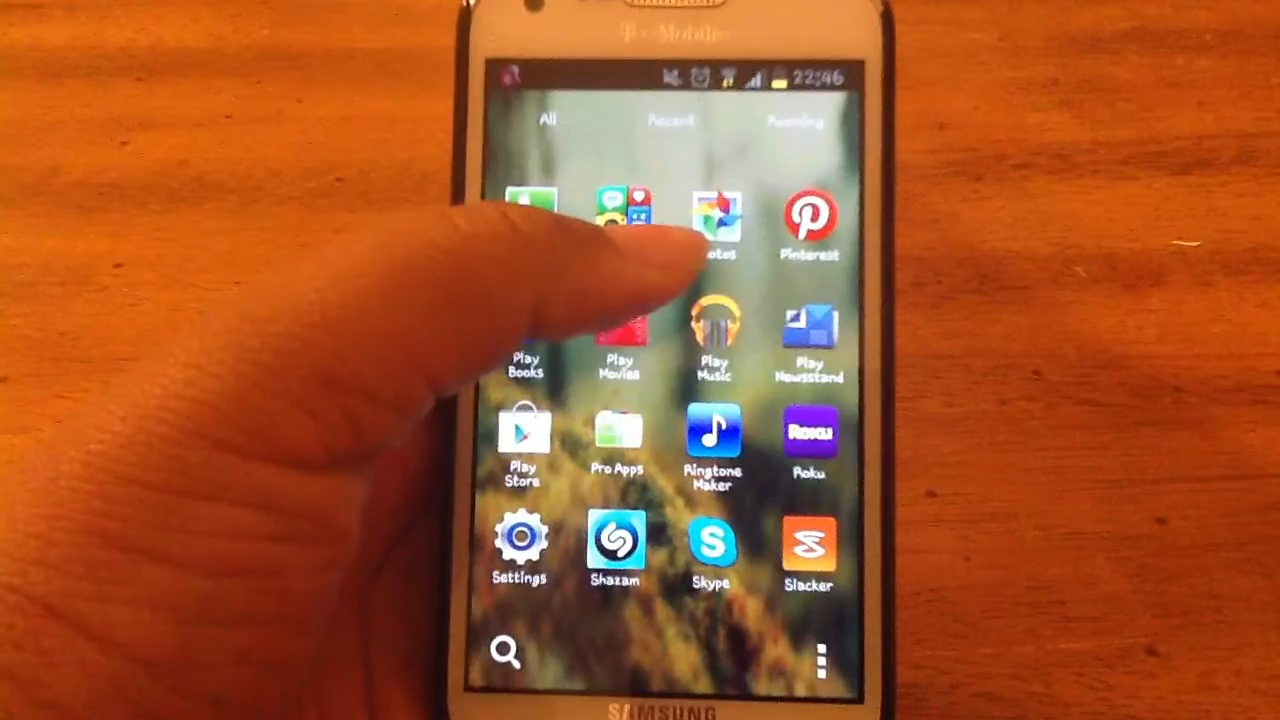 T-Mobile
22:46
All Recent Running
Pinterest
Play Play Play Play
Books Movies Music Newsstand
Roku
Play Pro Apps Ringtone Roku
Store Maker
Settings Shazam Skype Slacker
SAMSUNG